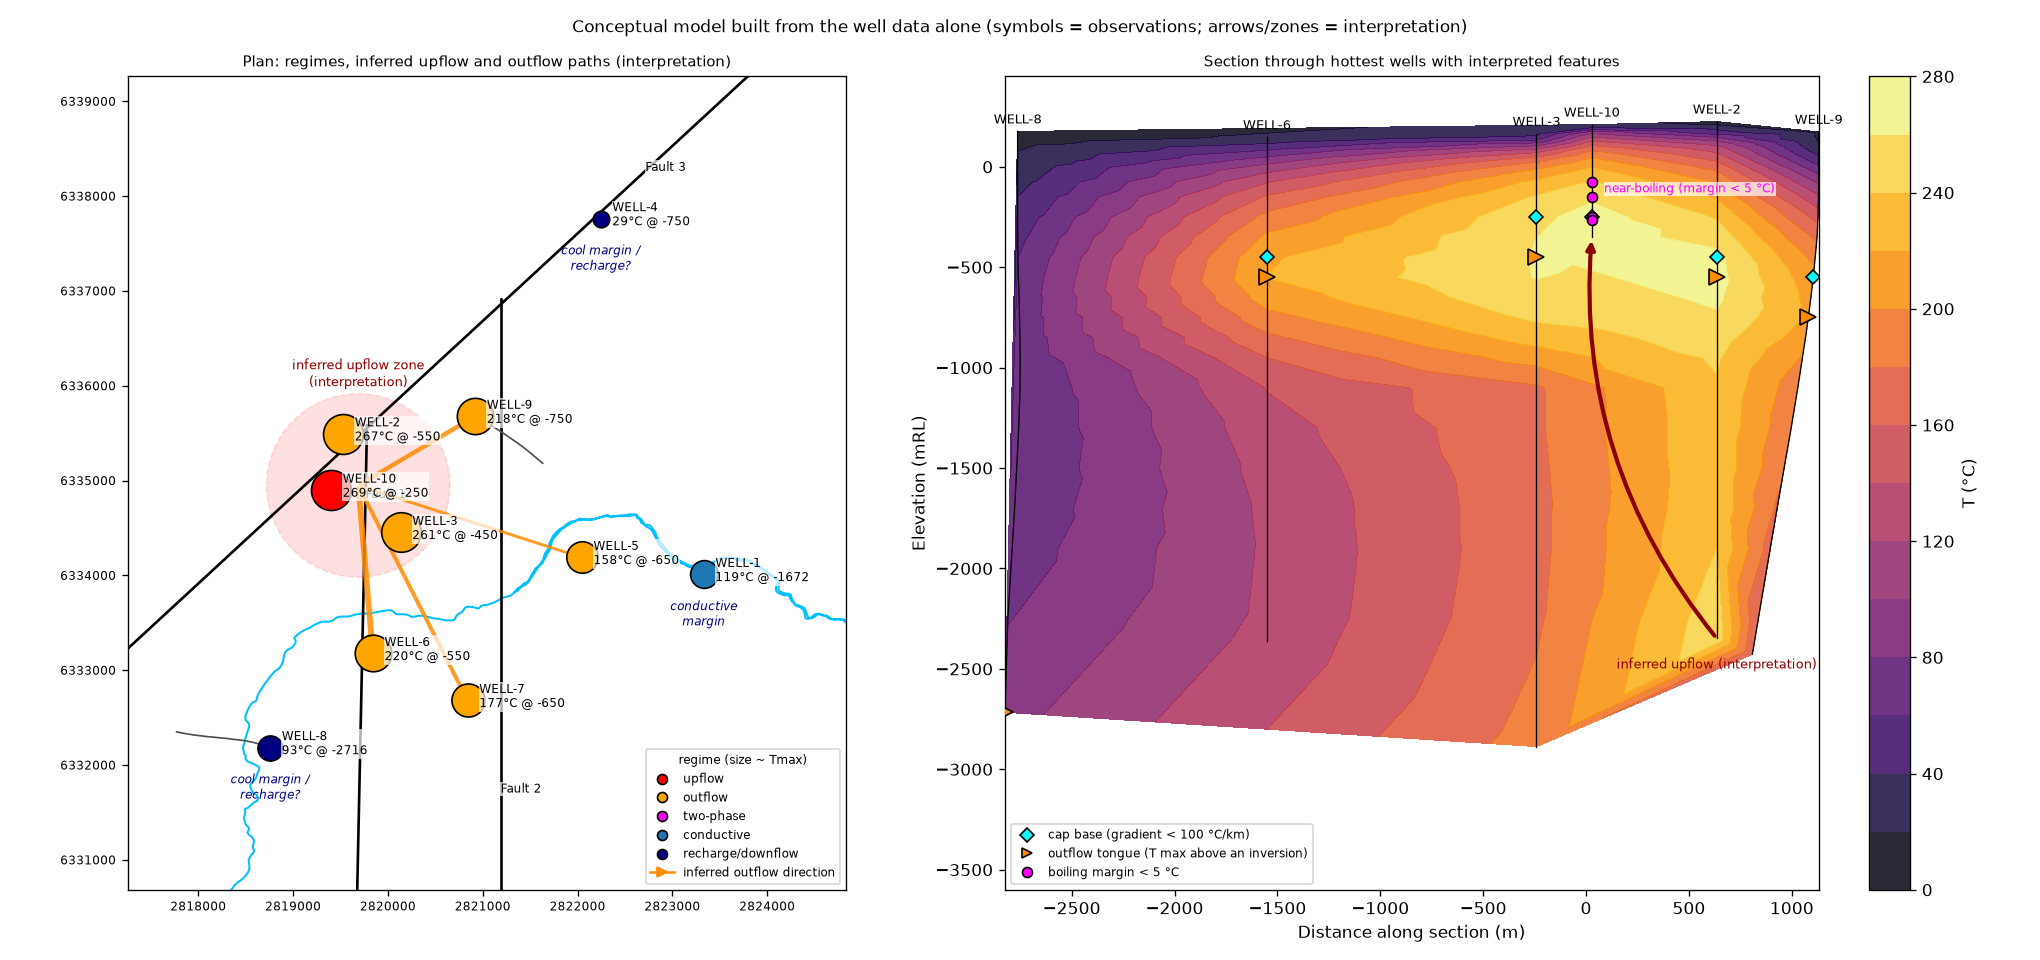 Conceptual model built from the well data alone (symbols = observations; arrows/zones = interpretation)
Plan: regimes, inferred upflow and outflow paths (interpretation)
6339000
6338000
6337000
6336000
6335000
6334000
6333000
6332000
6331000
2818000
2819000
2820000
2821000
2822000
2823000
2824000
Fault 3
WELL-4
29°C @ -750
cool margin /
recharge?
inferred upflow zone
(interpretation)
WELL-9
218°C @ -750
WELL-2
267°C @ -550
WELL-10
269°C @ -250
WELL-3
261°C @ -450
WELL-5
158°C @ -650
WELL-1
119°C @ -1672
conductive
margin
WELL-6
220°C @ -550
WELL-7
177°C @ -650
WELL-8
93°C @ -2716
cool margin /
recharge?
Fault 2
regime (size ~ Tmax)
upflow
outflow
two-phase
conductive
recharge/downflow
inferred outflow direction
Section through hottest wells with interpreted features
WELL-8
WELL-6
WELL-3
WELL-10
WELL-2
WELL-9
near-boiling (margin < 5 °C)
inferred upflow (interpretation)
cap base (gradient < 100 °C/km)
outflow tongue (T max above an inversion)
boiling margin < 5 °C
Elevation (mRL)
0
−500
−1000
−1500
−2000
−2500
−3000
−3500
−2500
−2000
−1500
−1000
−500
0
500
1000
Distance along section (m)
280
240
200
160
120
80
40
0
T (°C)